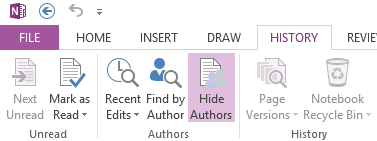 FILE HOME INSERT DRAW HISTORY REVIE
Next Unread
Mark as Read
Recent Edits
Find by Author
Hide Authors
Page Versions
Notebook Recycle Bin
Unread Authors History